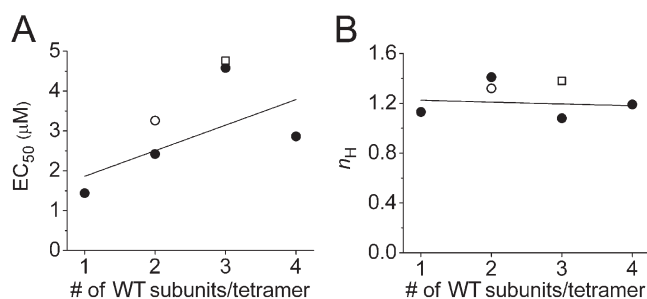 A
EC50 (μM)
5
4
3
2
1
0
1 2 3 4
# of WT subunits/tetramer
B
nH
1.6
1.2
0.8
0.4
0.0
1 2 3 4
# of WT subunits/tetramer